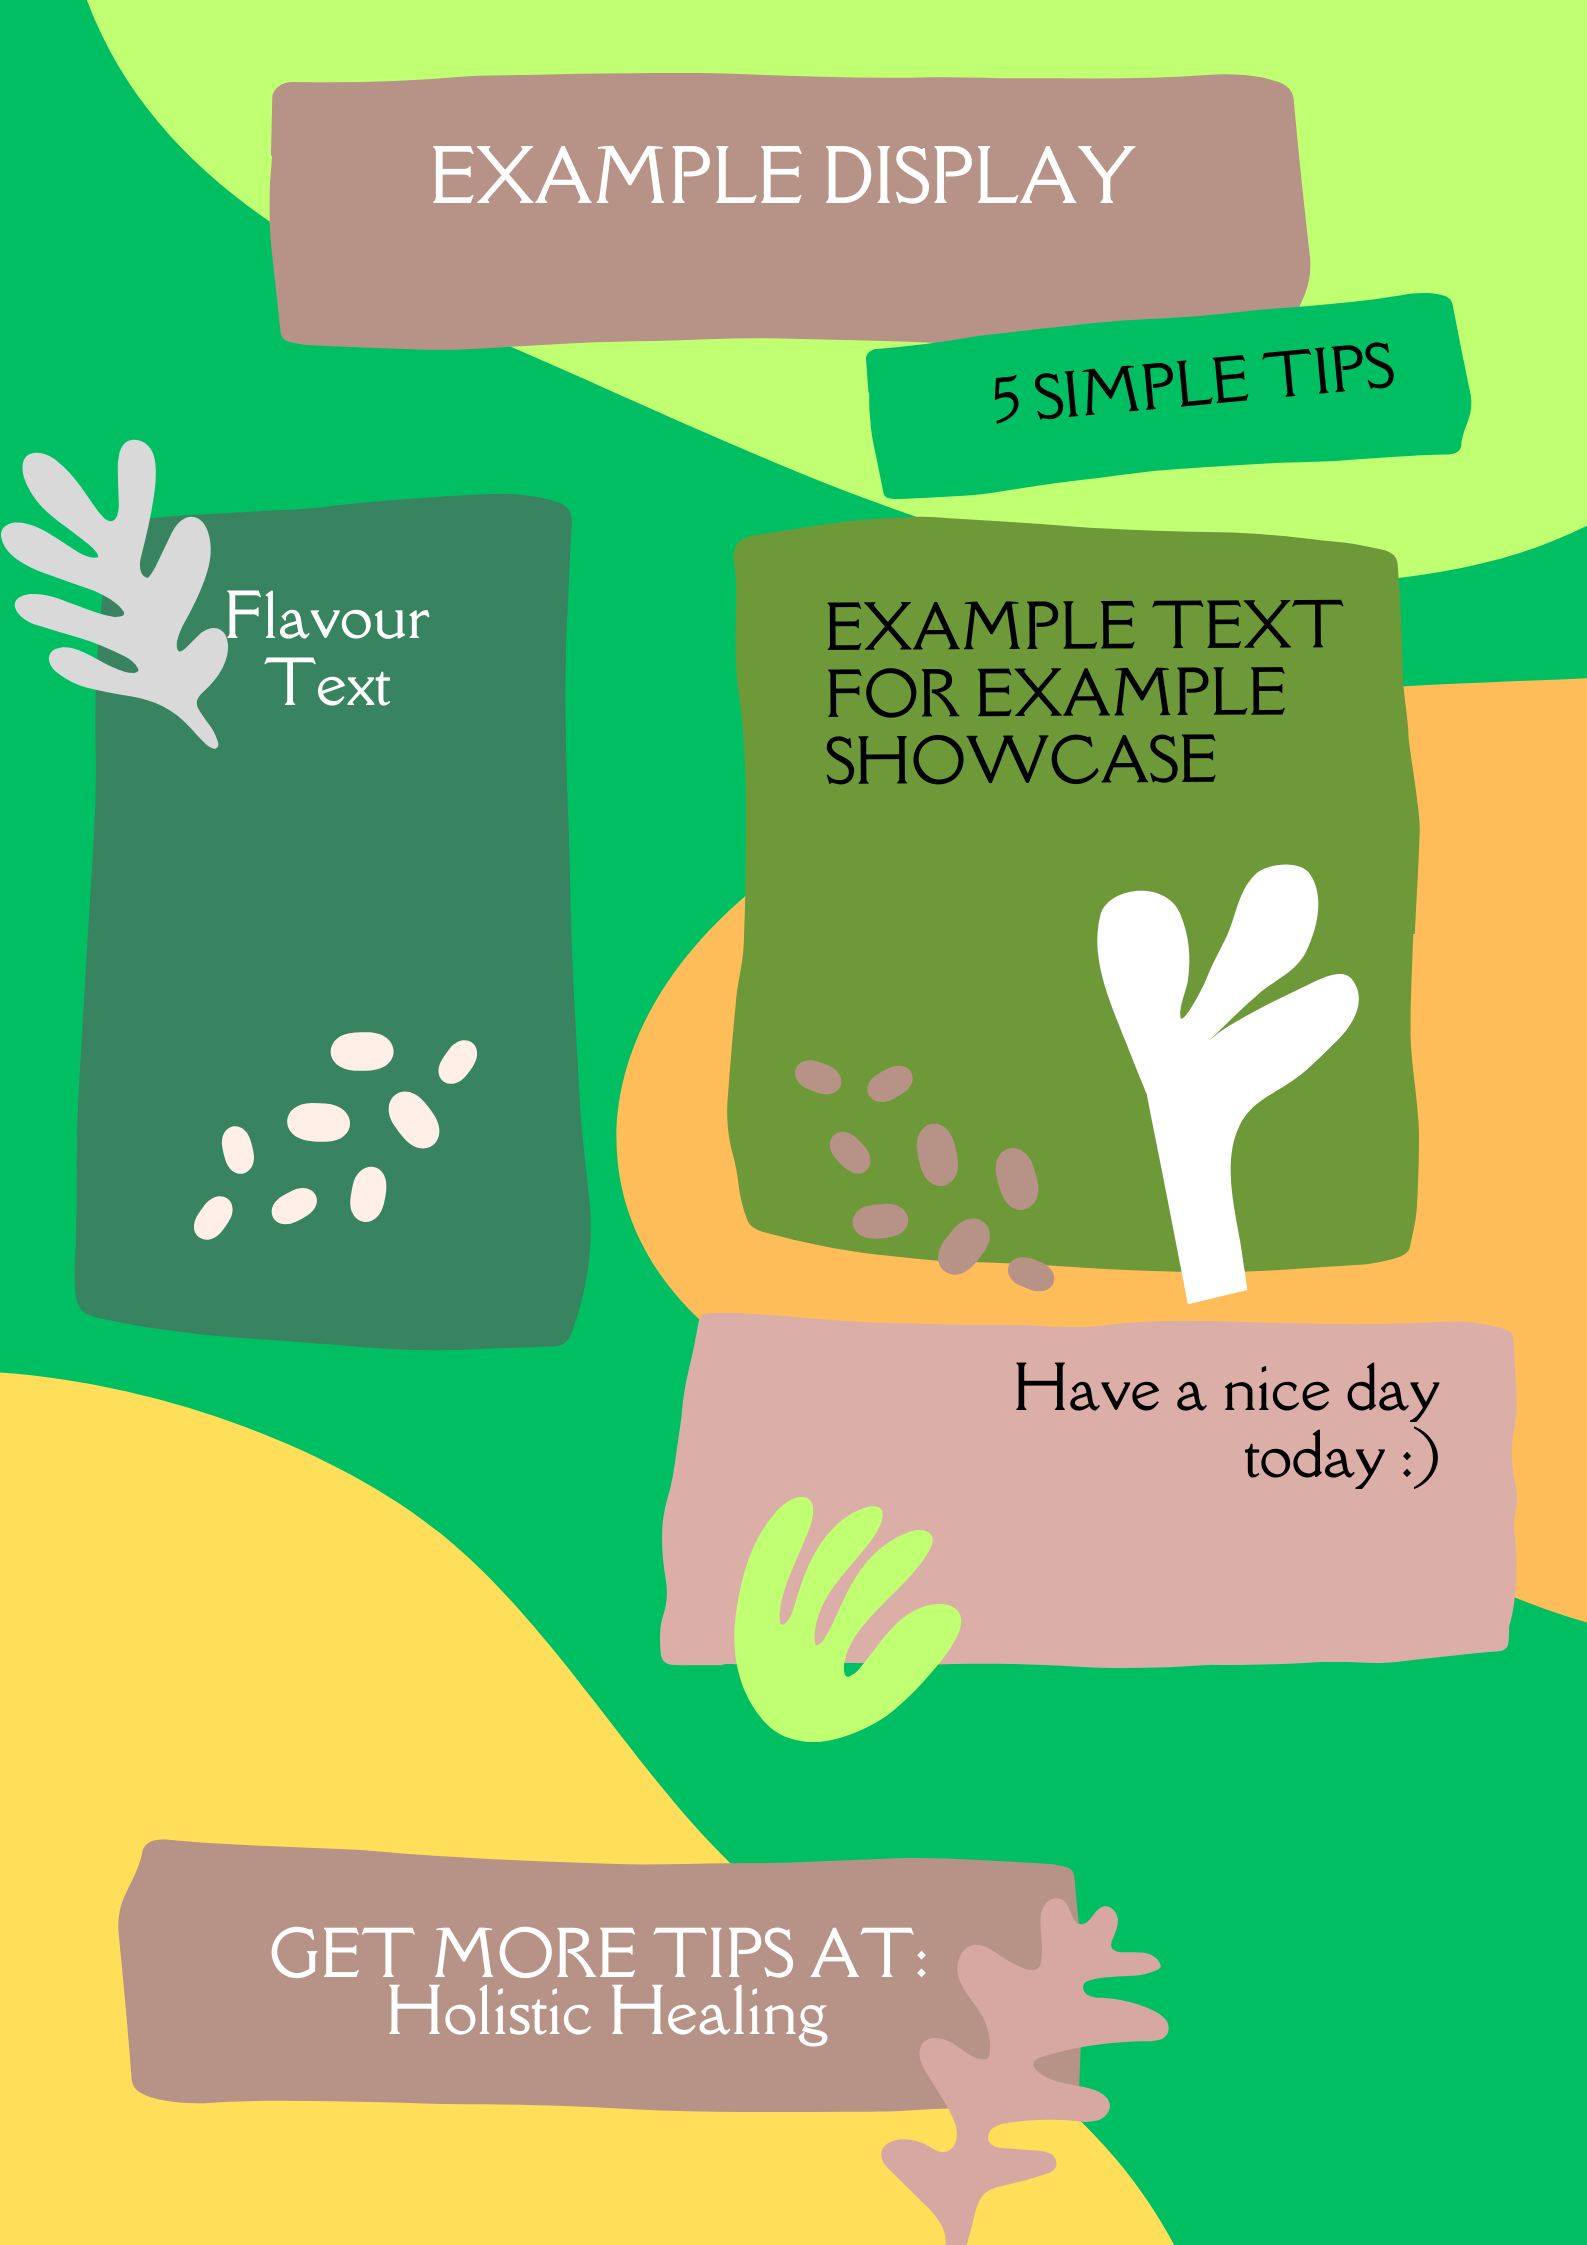 EXAMPLE DISPLAY
5 SIMPLE TIPS
Flavour
Text
EXAMPLE TEXT
FOR EXAMPLE
SHOWCASE
Have a nice day
today :)
GET MORE TIPS AT:
Holistic Healing